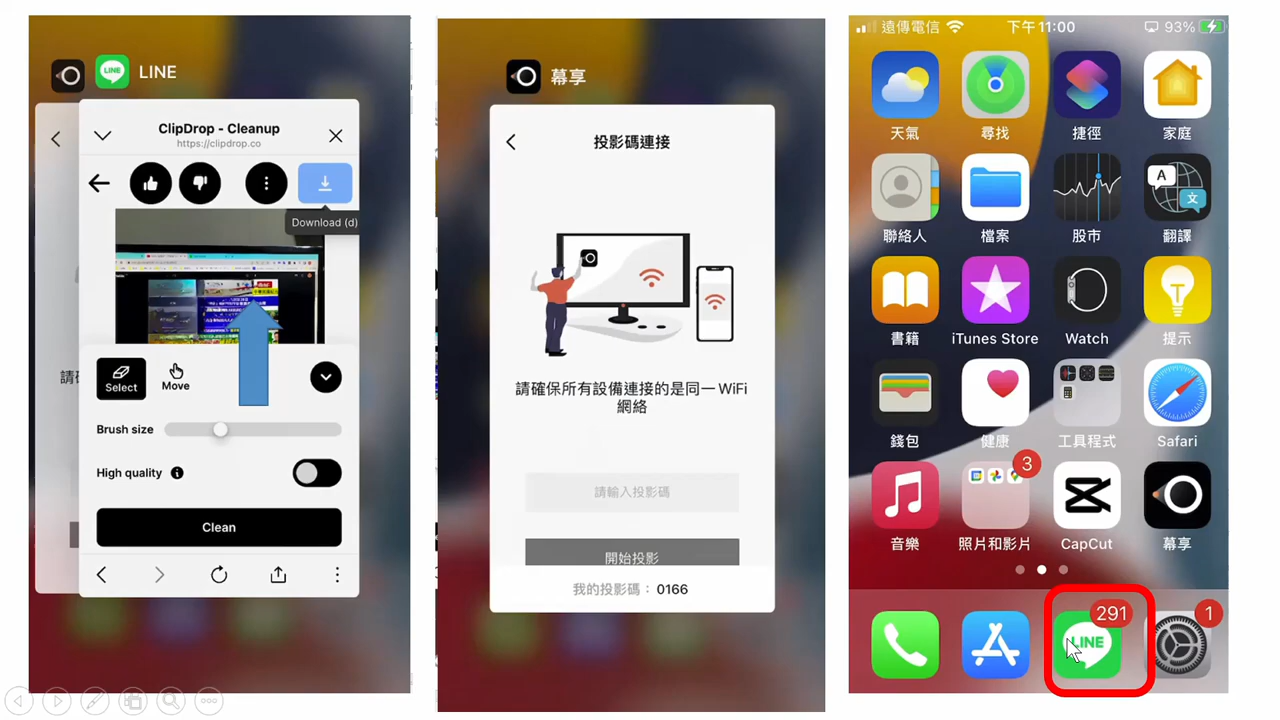 LINE
LINE
ClipDrop - Cleanup
https://clipdrop.co
Download (d)
請
Select
Move
Brush size
High quality
Clean
幕享
投影碼連接
請確保所有設備連接的是同一 WiFi
網絡
請輸入投影碼
開始投影
我的投影碼： 0166
遠傳電信
下午11:00
93%
天氣
尋找
捷徑
家庭
聯絡人
檔案
股市
A
文
翻譯
書籍
iTunes Store
Watch
提示
錢包
健康
工具程式
Safari
3
音樂
照片和影片
CapCut
幕享
291
LINE
1